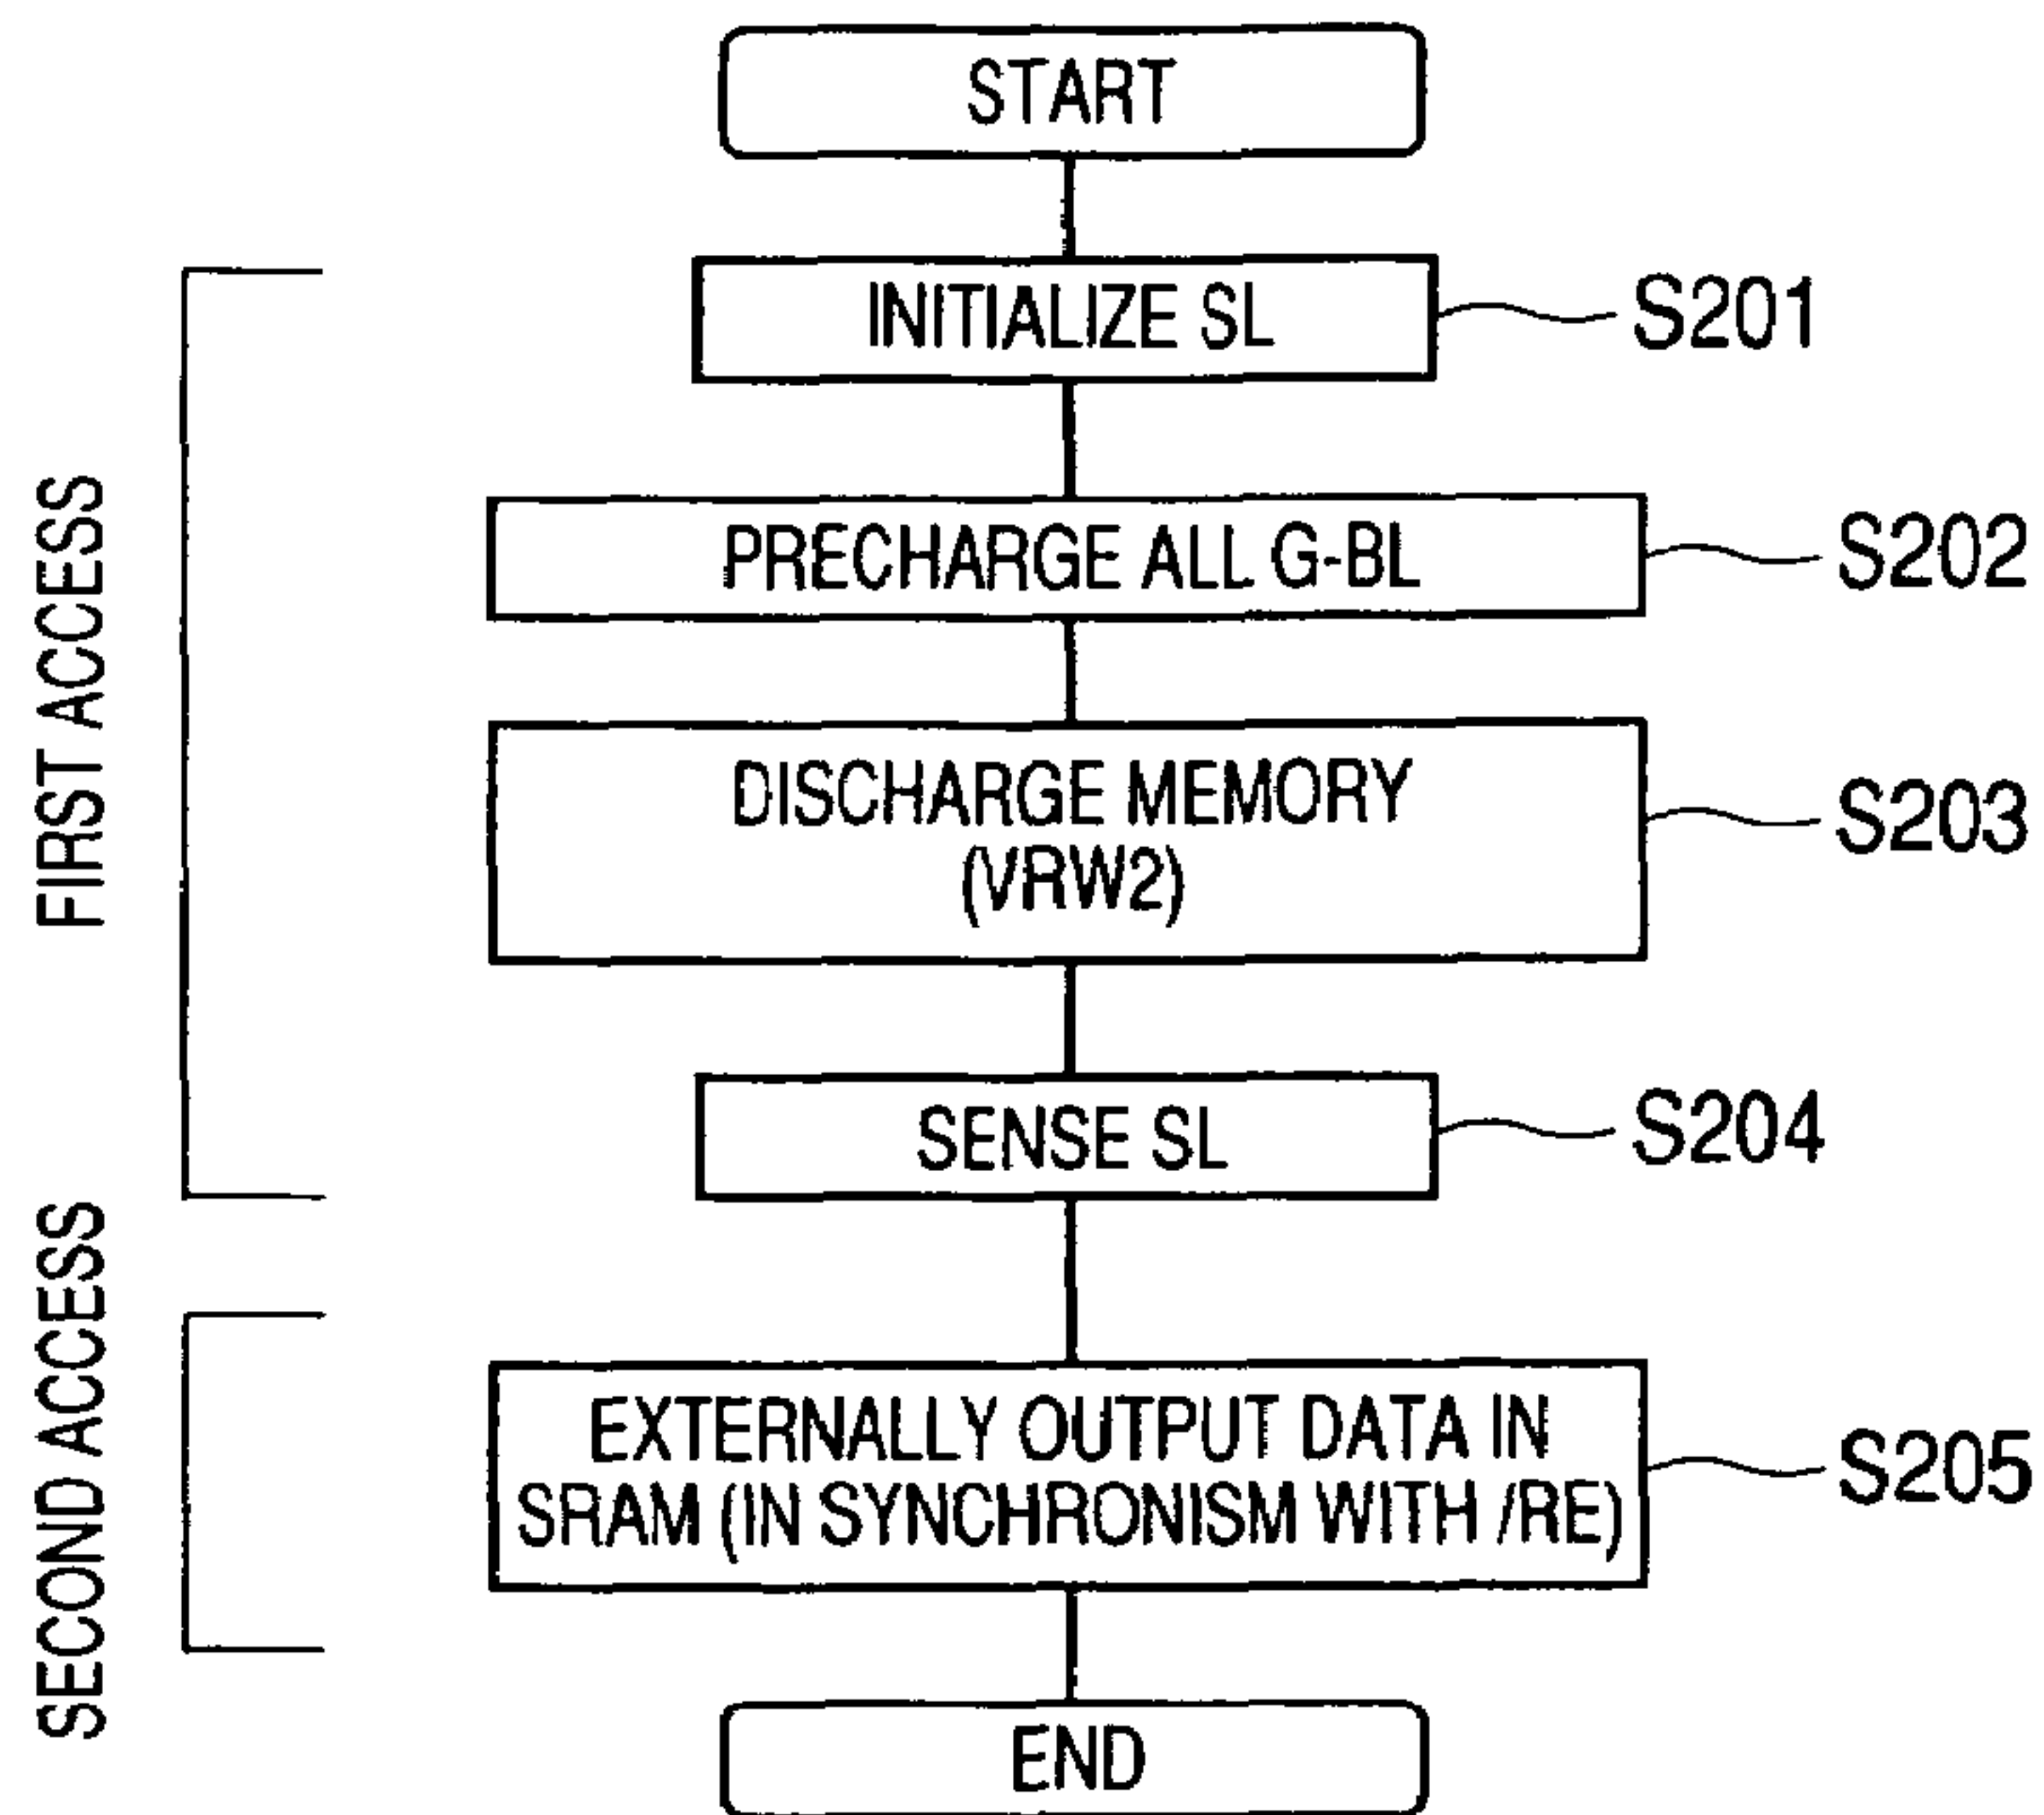 START
INITIALIZE SL
S201
PRECHARGE ALL G-BL
S202
FIRST ACCESS
DISCHARGE MEMORY
(VRW2)
S203
SENSE SL
S204
SECOND ACCESS
EXTERNALLY OUTPUT DATA IN
SRAM (IN SYNCHRONISM WITH /RE)
S205
END